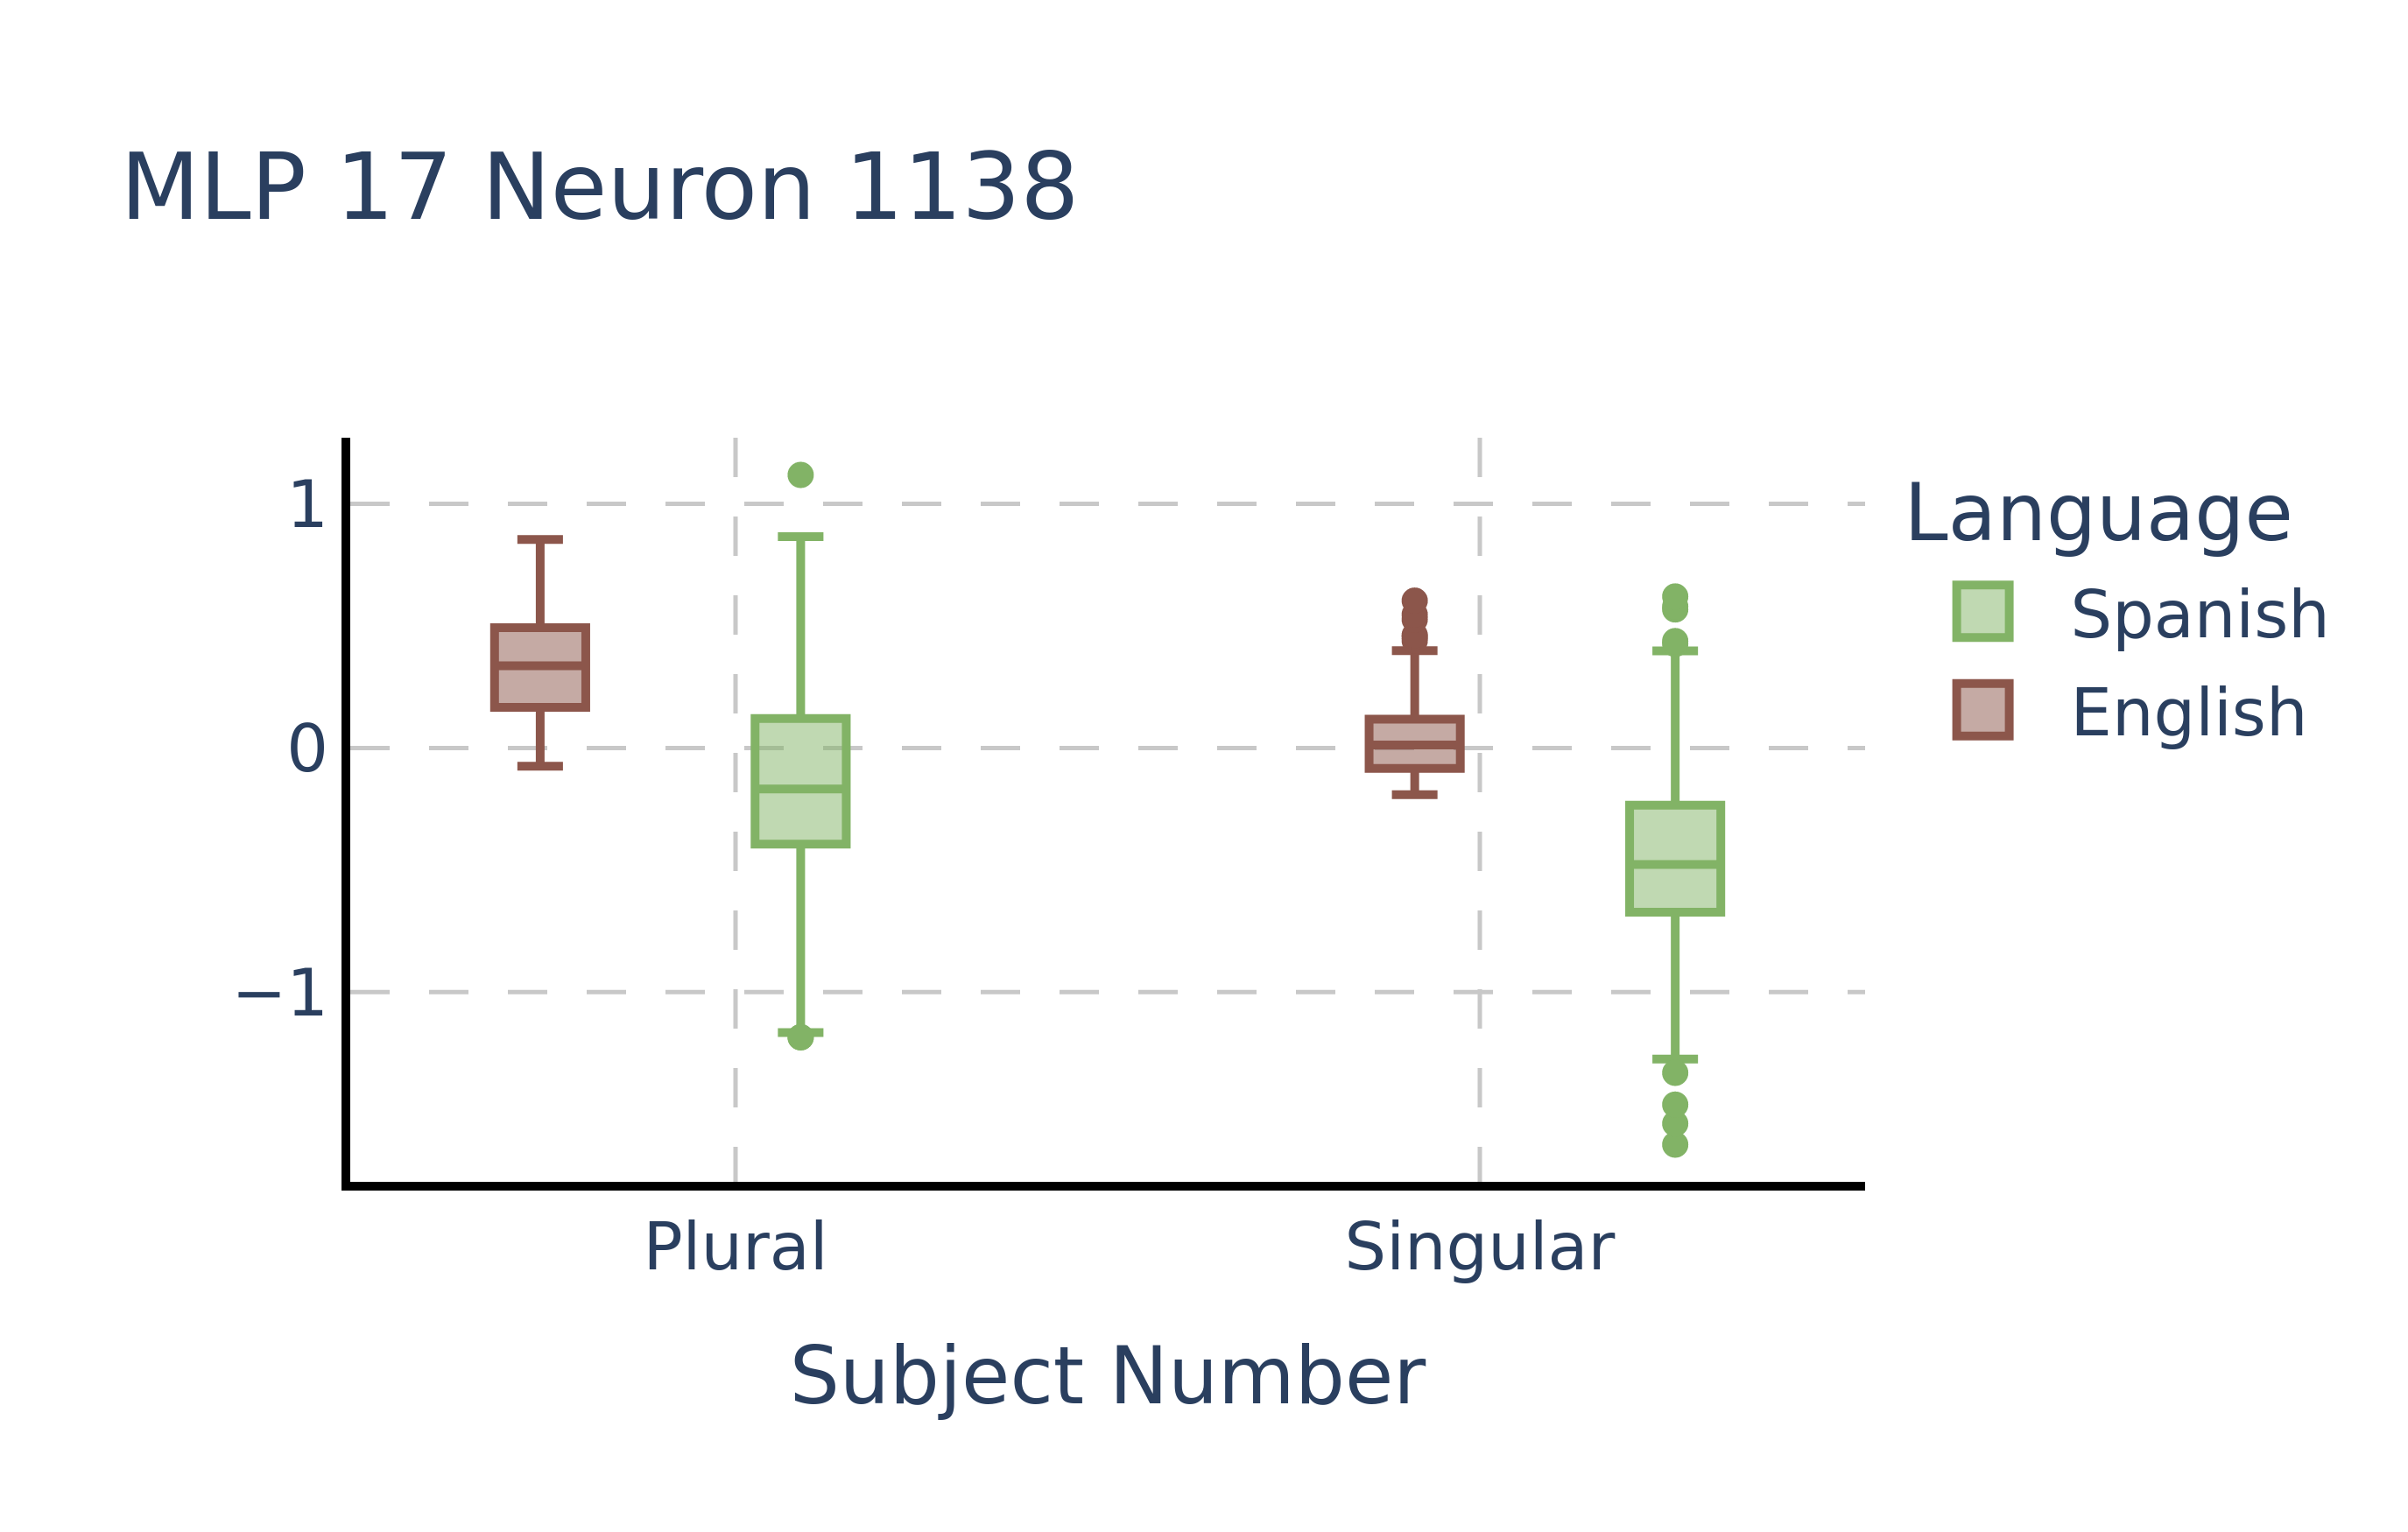 MLP 17 Neuron 1138
1
0
−1
Plural
Singular
Subject Number
Language
Spanish
English